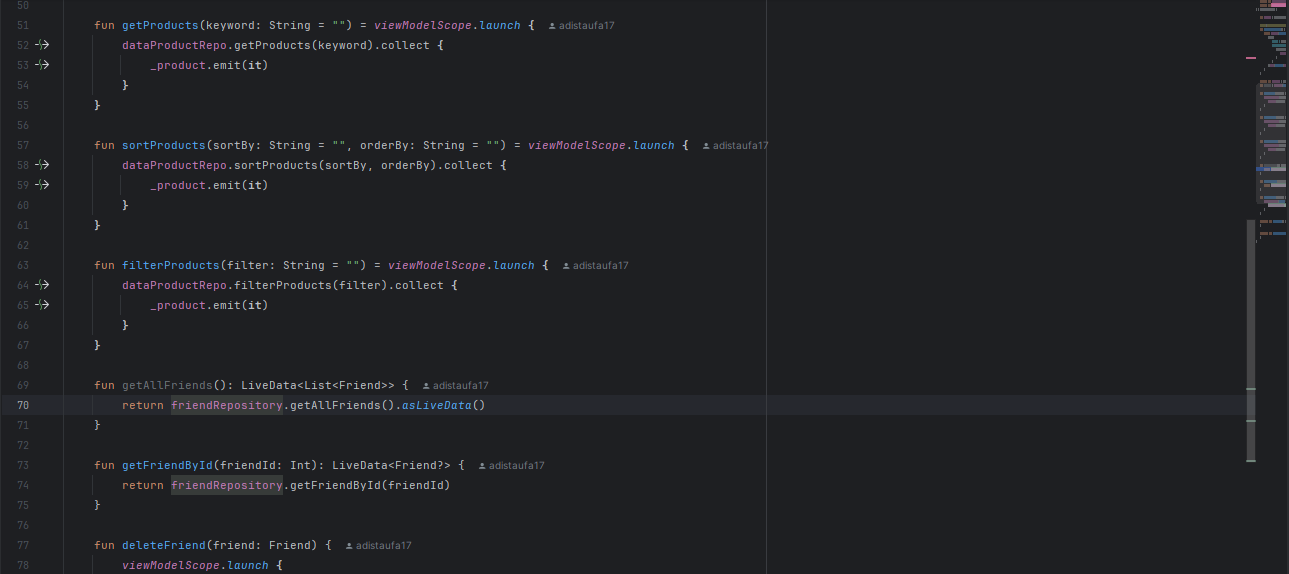 50
51 fun getProducts(keyword: String = "") = viewModelScope.launch { adistaufa17
52 dataProductRepo.getProducts(keyword).collect {
53 _product.emit(it)
54 }
55 }
56
57 fun sortProducts(sortBy: String = "", orderBy: String = "") = viewModelScope.launch { adistaufa17
58 dataProductRepo.sortProducts(sortBy, orderBy).collect {
59 _product.emit(it)
60 }
61 }
62
63 fun filterProducts(filter: String = "") = viewModelScope.launch { adistaufa17
64 dataProductRepo.filterProducts(filter).collect {
65 _product.emit(it)
66 }
67 }
68
69 fun getAllFriends(): LiveData<List<Friend>> { adistaufa17
70 return friendRepository.getAllFriends().asLiveData()
71 }
72
73 fun getFriendById(friendId: Int): LiveData<Friend?> { adistaufa17
74 return friendRepository.getFriendById(friendId)
75 }
76
77 fun deleteFriend(friend: Friend) { adistaufa17
78 viewModelScope.launch {